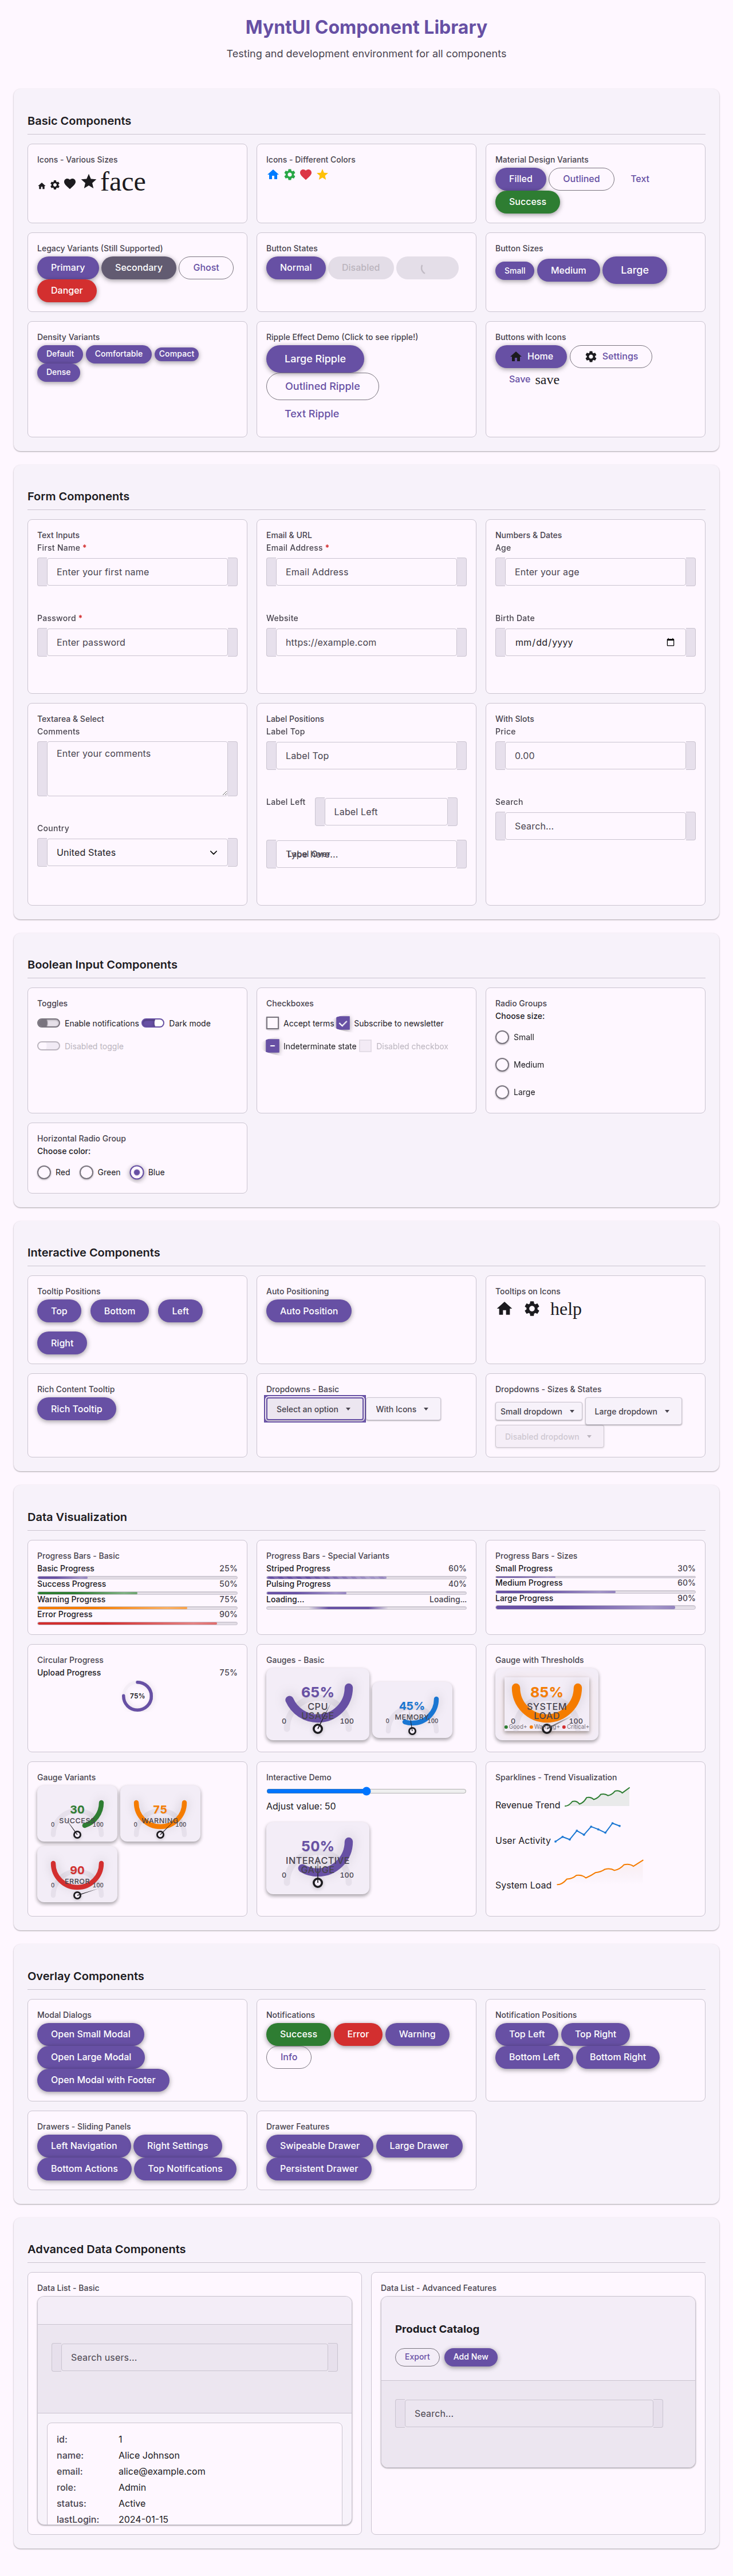 MyntUI Component Library
Testing and development environment for all components
Basic Components
Icons - Various Sizes
face
Icons - Different Colors
Material Design Variants
Filled
Outlined
Text
Success
Legacy Variants (Still Supported)
Primary
Secondary
Ghost
Danger
Button States
Normal
Disabled
Button Sizes
Small
Medium
Large
Density Variants
Default
Comfortable
Compact
Dense
Ripple Effect Demo (Click to see ripple!)
Large Ripple
Outlined Ripple
Text Ripple
Buttons with Icons
Home
Settings
Save save
Form Components
Text Inputs
First Name *
Enter your first name
Password *
Enter password
Email & URL
Email Address *
Email Address
Website
https://example.com
Numbers & Dates
Age
Enter your age
Birth Date
mm/dd/yyyy
Textarea & Select
Comments
Enter your comments
Country
United States
Label Positions
Label Top
Label Top
Label Left
Label Left
With Slots
Price
0.00
Search
Search...
Boolean Input Components
Toggles
Enable notifications
Dark mode
Disabled toggle
Checkboxes
Accept terms
Subscribe to newsletter
Indeterminate state
Disabled checkbox
Radio Groups
Choose size:
Small
Medium
Large
Horizontal Radio Group
Choose color:
Red
Green
Blue
Interactive Components
Tooltip Positions
Top
Bottom
Left
Right
Auto Positioning
Auto Position
Tooltips on Icons
help
Rich Content Tooltip
Rich Tooltip
Dropdowns - Basic
Select an option
With Icons
Dropdowns - Sizes & States
Small dropdown
Large dropdown
Disabled dropdown
Data Visualization
Progress Bars - Basic
Basic Progress 25%
Success Progress 50%
Warning Progress 75%
Error Progress 90%
Progress Bars - Special Variants
Striped Progress 60%
Pulsing Progress 40%
Loading... Loading...
Progress Bars - Sizes
Small Progress 30%
Medium Progress 60%
Large Progress 90%
Circular Progress
Upload Progress 75%
75%
Gauges - Basic
65%
CPU
USAGE
0 100
45%
MEMORY
0 100
Gauge with Thresholds
85%
SYSTEM
LOAD
0 100
Gauge Variants
30
SUCCESS
0 100
75
WARNING
0 100
90
ERROR
0 100
Interactive Demo
Adjust value: 50
50%
INTERACTIVE
0 100
Sparklines - Trend Visualization
Revenue Trend
User Activity
System Load
Overlay Components
Modal Dialogs
Open Small Modal
Open Large Modal
Open Modal with Footer
Notifications
Success
Error
Warning
Info
Notification Positions
Top Left
Top Right
Bottom Left
Bottom Right
Drawers - Sliding Panels
Left Navigation
Right Settings
Bottom Actions
Top Notifications
Drawer Features
Swipeable Drawer
Large Drawer
Persistent Drawer
Advanced Data Components
Data List - Basic
Search users...
id: 1
name: Alice Johnson
email: alice@example.com
role: Admin
status: Active
lastLogin: 2024-01-15
Data List - Advanced Features
Product Catalog
Export
Add New
Search...